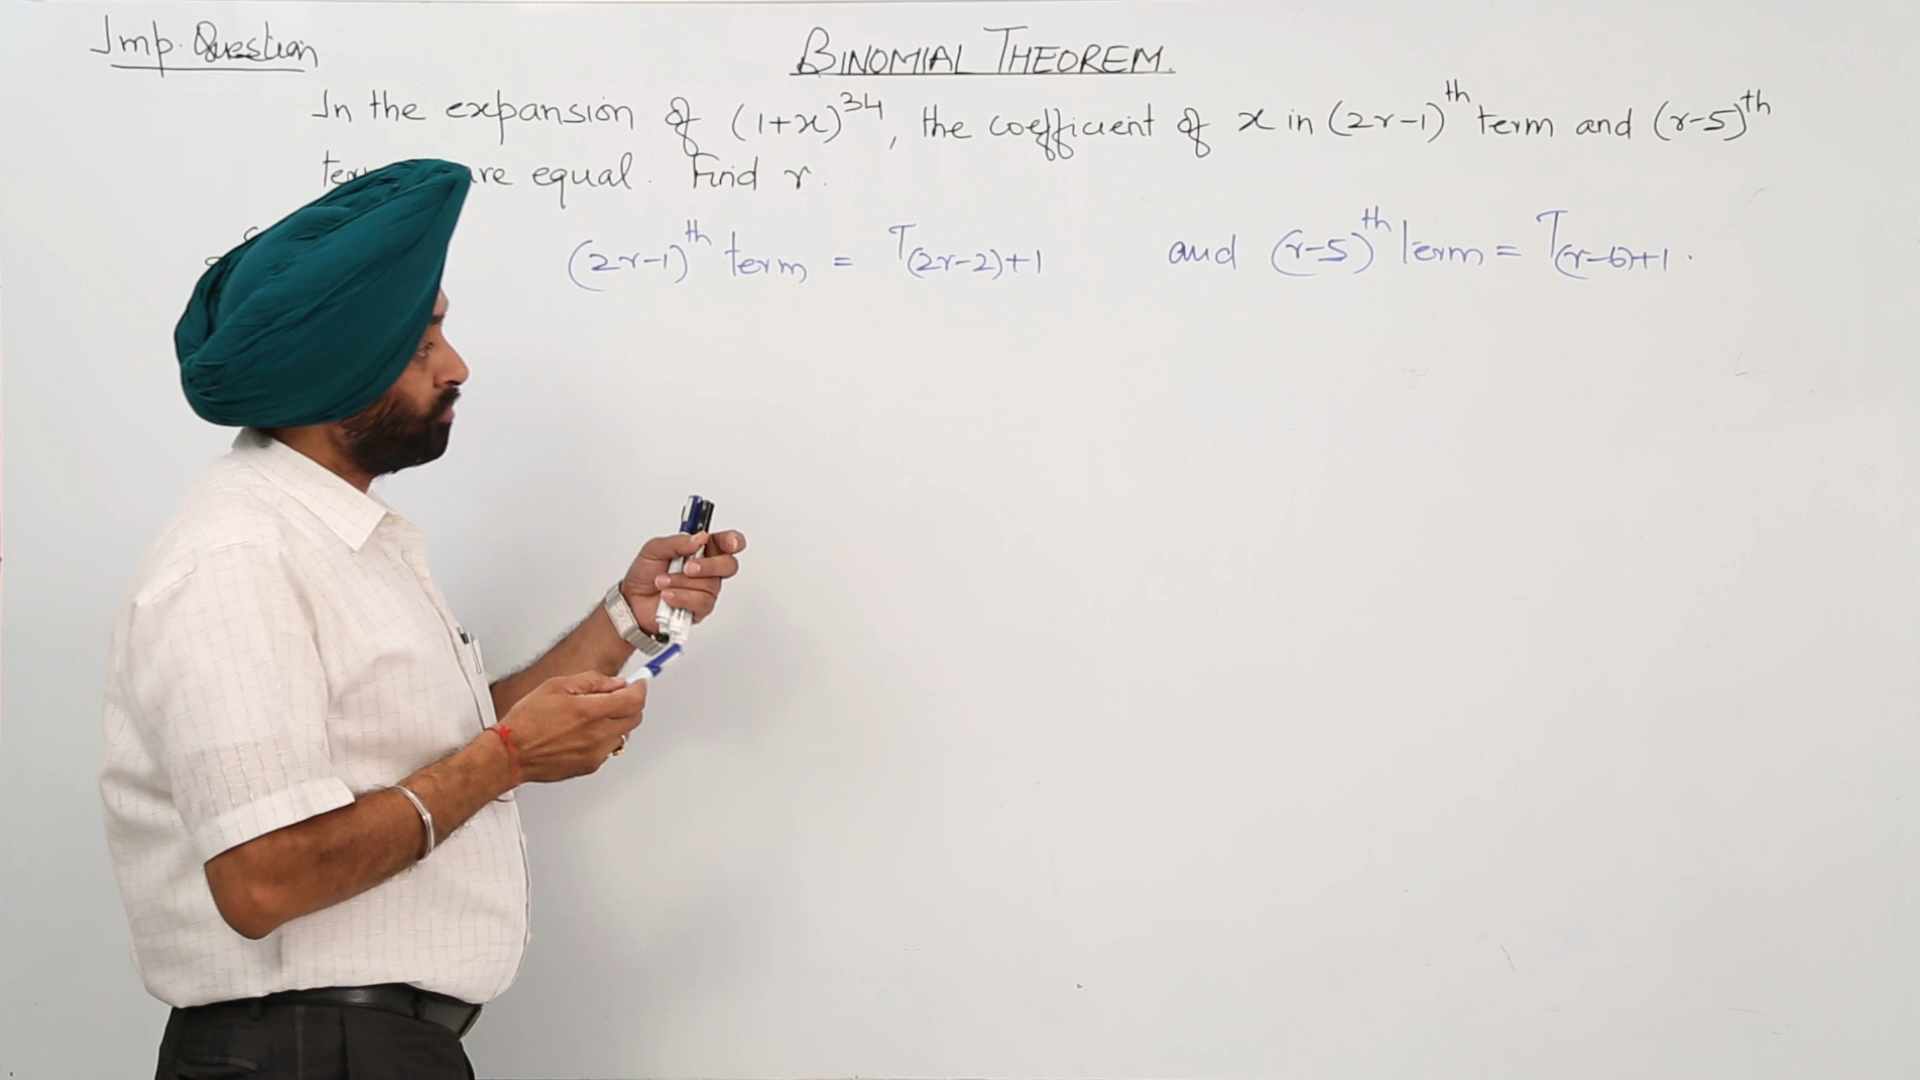 Imp. Question
BINOMIAL THEOREM.
In the expansion of (1+x)^34, the coefficient of x in (2r-1)^th term and (r-5)^th
are equal. Find r.
(2r-1)^th term = T(2r-2)+1 and (r-5)^th term = T(r-6)+1.